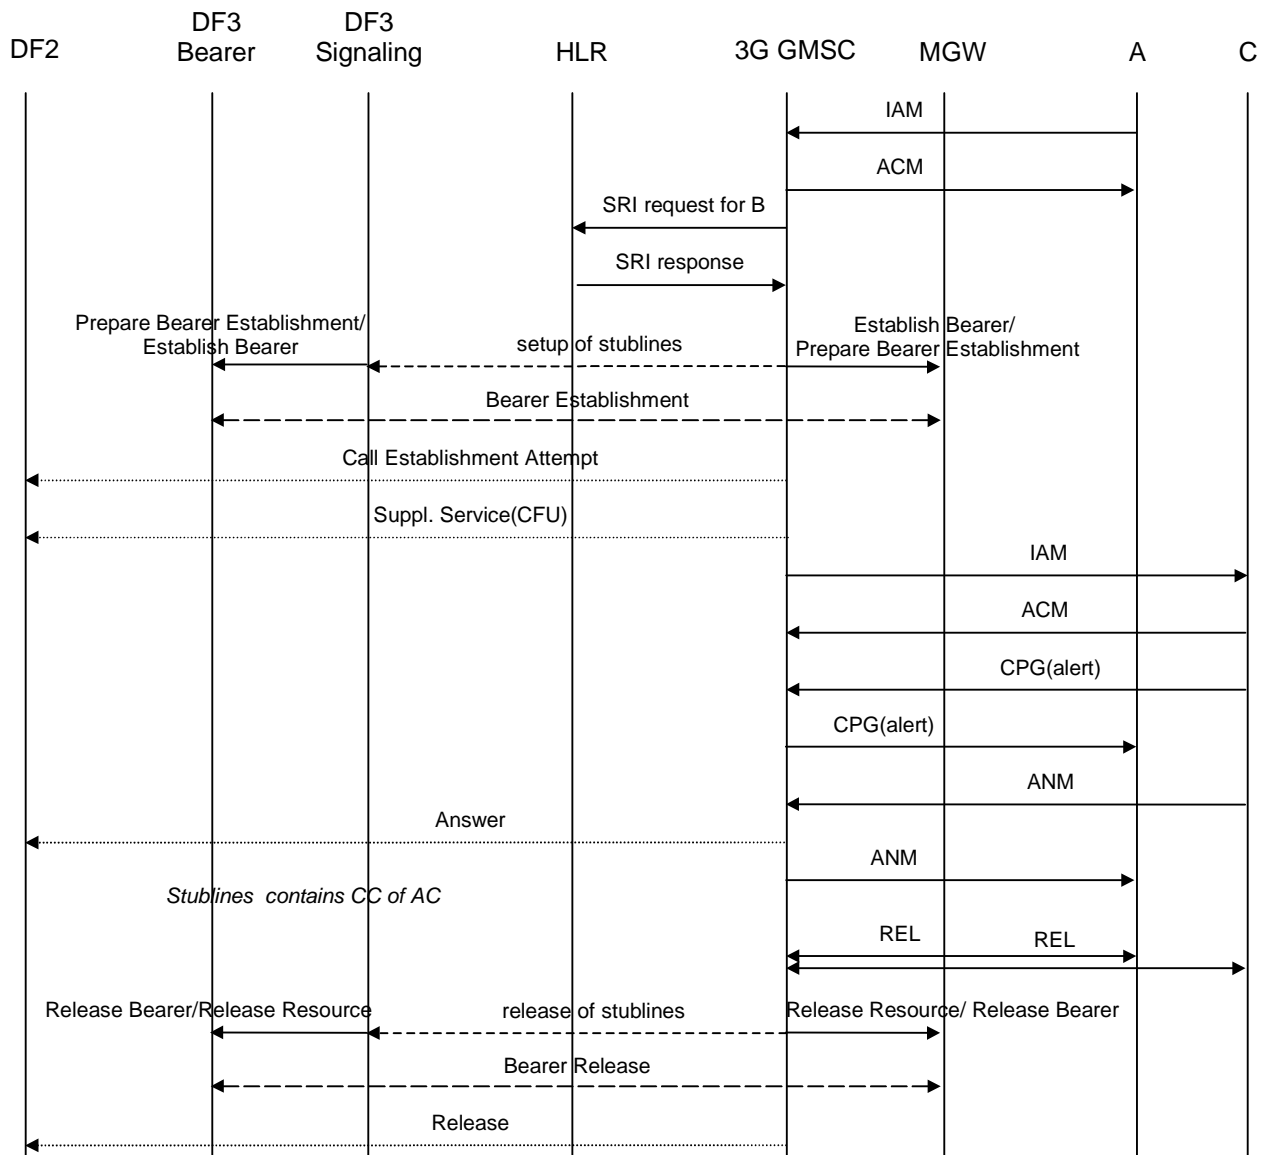 DF2
DF3
Bearer
DF3
Signaling
HLR
3G GMSC
MGW
A
C
IAM
ACM
SRI request for B
SRI response
Prepare Bearer Establishment/
Establish Bearer
setup of stublines
Establish Bearer/
Prepare Bearer Establishment
Bearer Establishment
Call Establishment Attempt
Suppl. Service(CFU)
IAM
ACM
CPG(alert)
CPG(alert)
ANM
Answer
ANM
Stublines contains CC of AC
REL
REL
Release Bearer/Release Resource
release of stublines
Release Resource/ Release Bearer
Bearer Release
Release